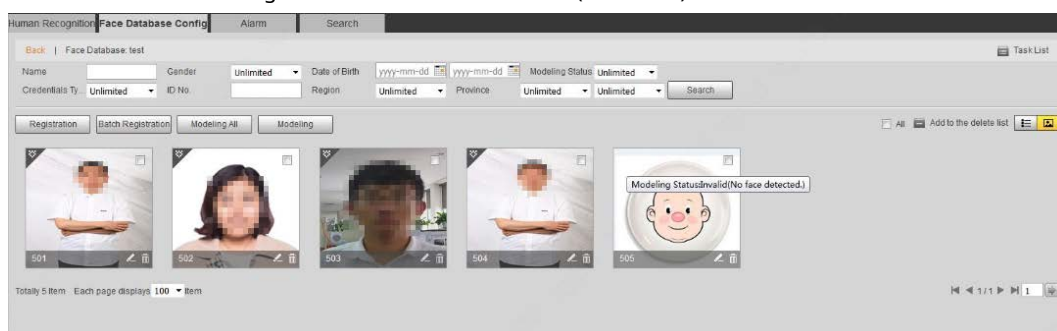 Human Recognition Face Database Config Alarm Search
Back | Face Database: test Task List
Name Gender Unlimited Date of Birth yyyy-mm-dd yyyy-mm-dd Modeling Status Unlimited
Credentials Ty... Unlimited ID No. Region Unlimited Province Unlimited Unlimited Search
Registration Batch Registration Modeling All Modeling All Add to the delete list
Modeling Status:Invalid(No face detected.)
501 502 503 504 505
Totally 5 Item Each page displays 100 Item 1/1 1